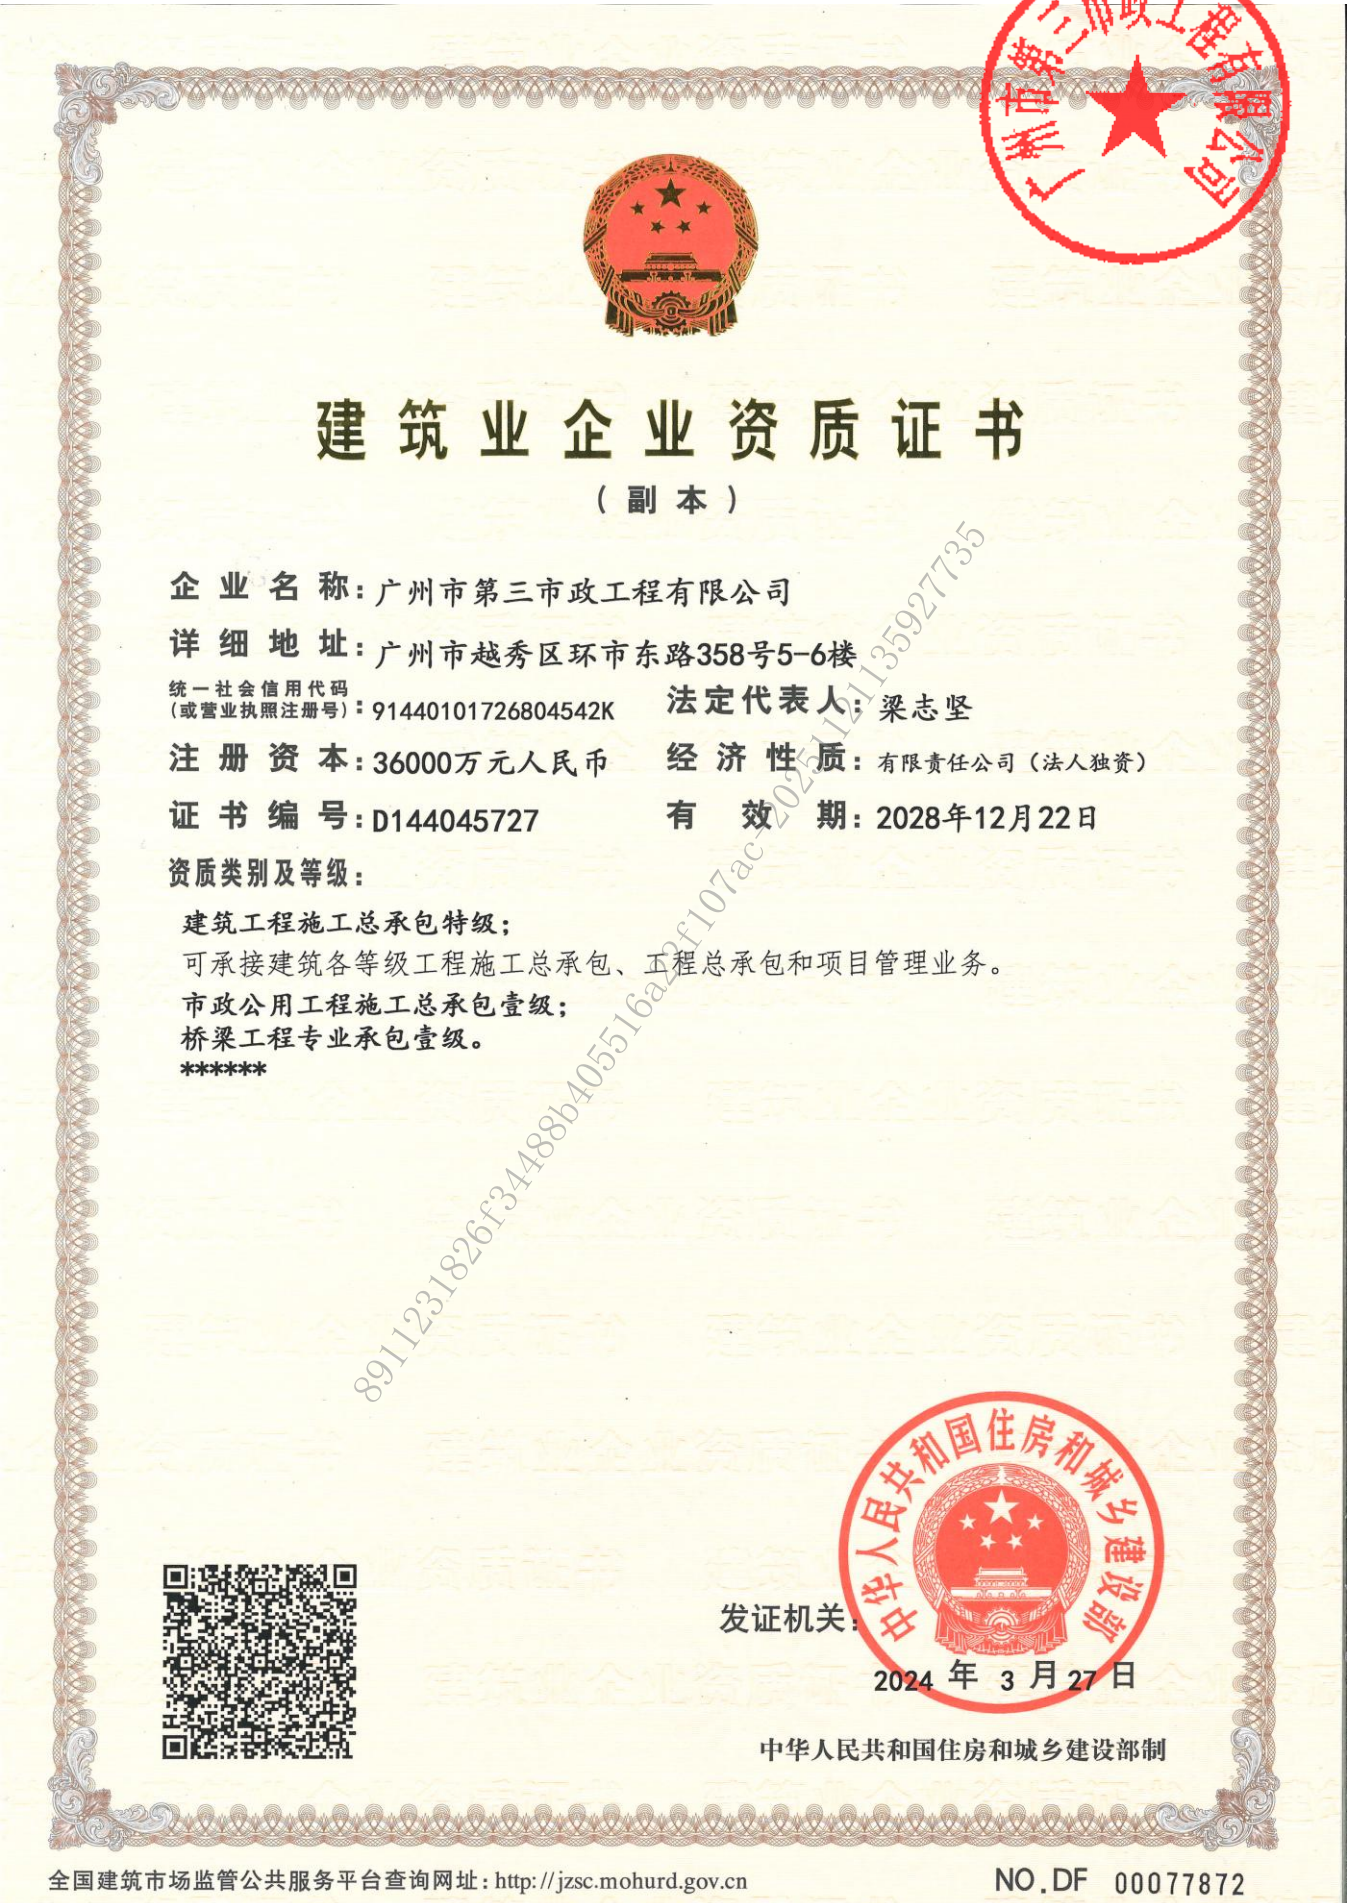 广州市第三市政工程有限公司
建筑业企业资质证书
（副本）
企业名称：广州市第三市政工程有限公司
详细地址：广州市越秀区环市东路358号5-6楼
统一社会信用代码
(或营业执照注册号)：91440101726804542K 法定代表人：梁志坚
注册资本：36000万元人民币 经济性质：有限责任公司（法人独资）
证书编号：D144045727 有效期：2028年12月22日
资质类别及等级：
建筑工程施工总承包特级；
可承接建筑各等级工程施工总承包、工程总承包和项目管理业务。
市政公用工程施工总承包壹级；
桥梁工程专业承包壹级。
******
中华人民共和国住房和城乡建设部
发证机关：
2024 年 3 月 27 日
中华人民共和国住房和城乡建设部制
全国建筑市场监管公共服务平台查询网址：http://jzsc.mohurd.gov.cn
NO.DF 00077872